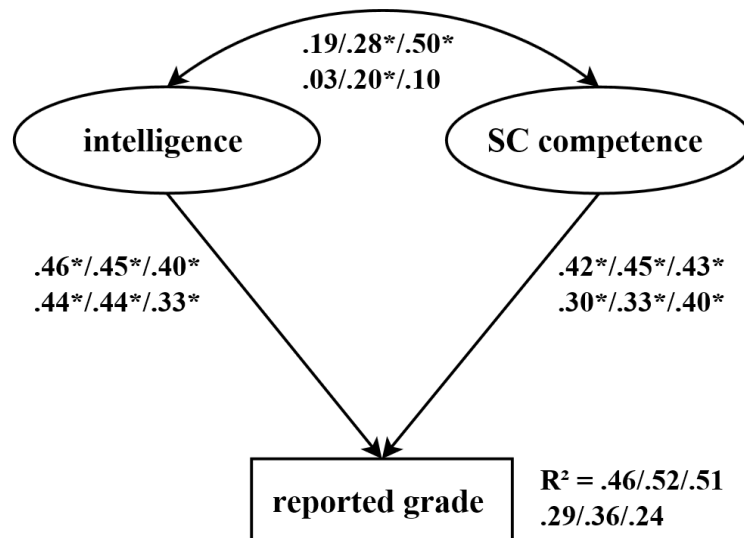 .19/.28*/.50*
.03/.20*/.10
intelligence
SC competence
.46*/.45*/.40*
.44*/.44*/.33*
.42*/.45*/.43*
.30*/.33*/.40*
reported grade
R² = .46/.52/.51
.29/.36/.24